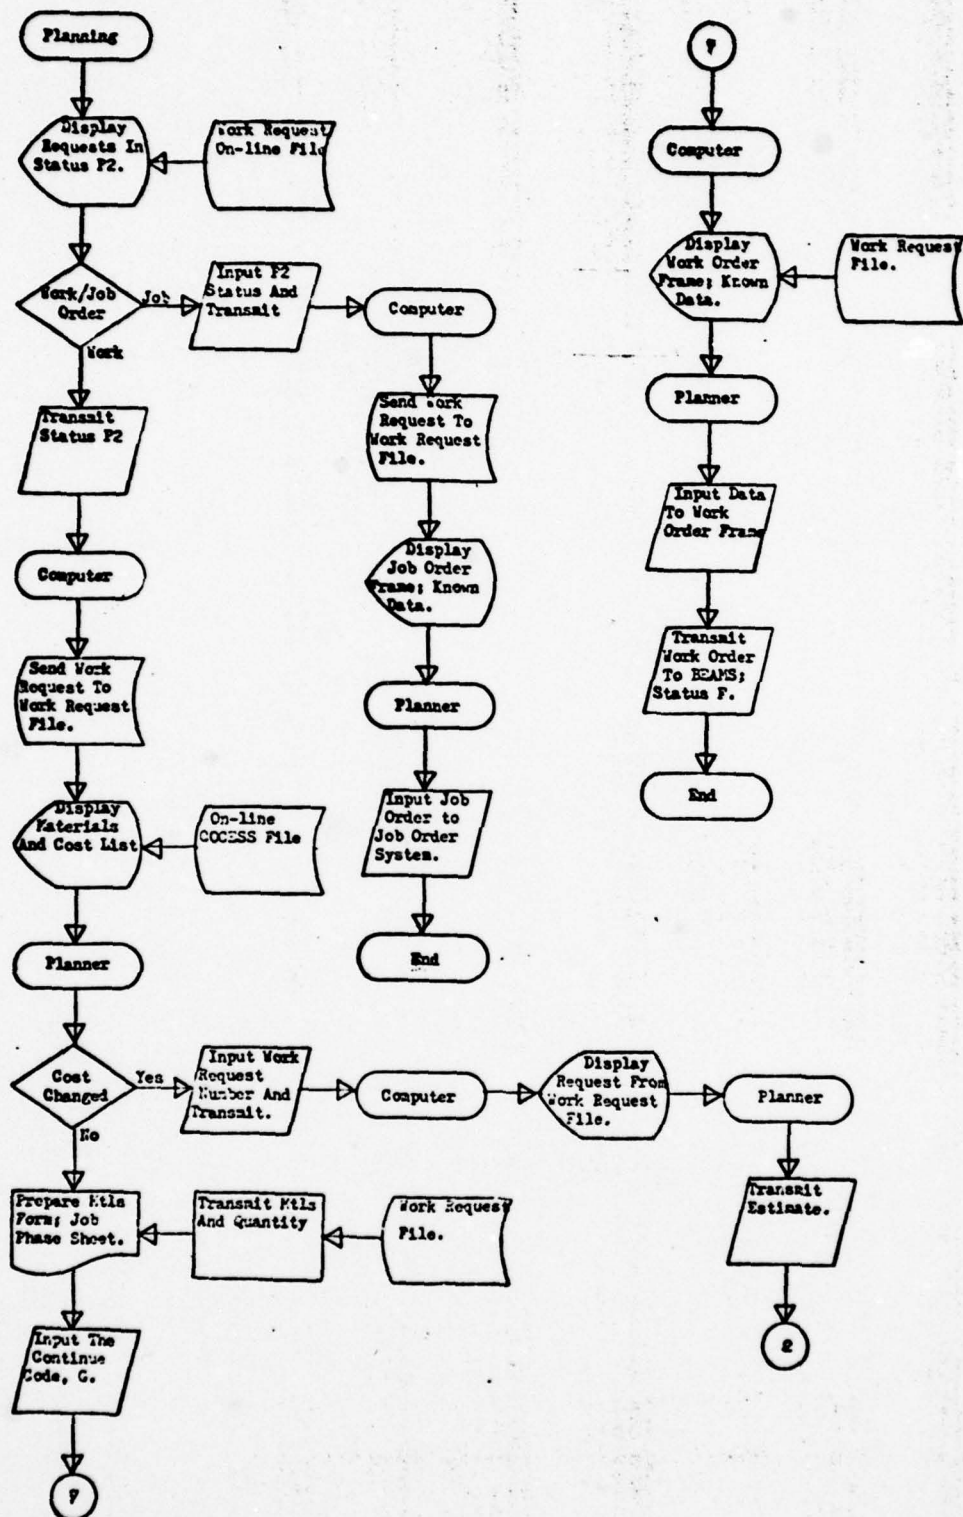 Planning
Display
Requests In
Status P2.
Work Request
On-line File
Work/Job
Order
Job
Work
Input F2
Status And
Transmit
Computer
Send Work
Request To
Work Request
File.
Display
Job Order
Frame; Known
Data.
Planner
Input Job
Order to
Job Order
System.
End
Transmit
Status P2
Computer
Send Work
Request To
Work Request
File.
Display
Materials
And Cost List
On-line
COCESS File
Planner
Cost
Changed
Yes
No
Input Work
Request
Number And
Transmit.
Computer
Display
Request From
Work Request
File.
Planner
Transmit
Estimate.
2
Prepare Mtls
Form; Job
Phase Sheet.
Transmit Mtls
And Quantity
Work Request
File.
Input The
Continue
Code, G.
7
7
Computer
Display
Work Order
Frame; Known
Data.
Work Request
File.
Planner
Input Data
To Work
Order Frame
Transmit
Work Order
To BEAMS;
Status F.
End